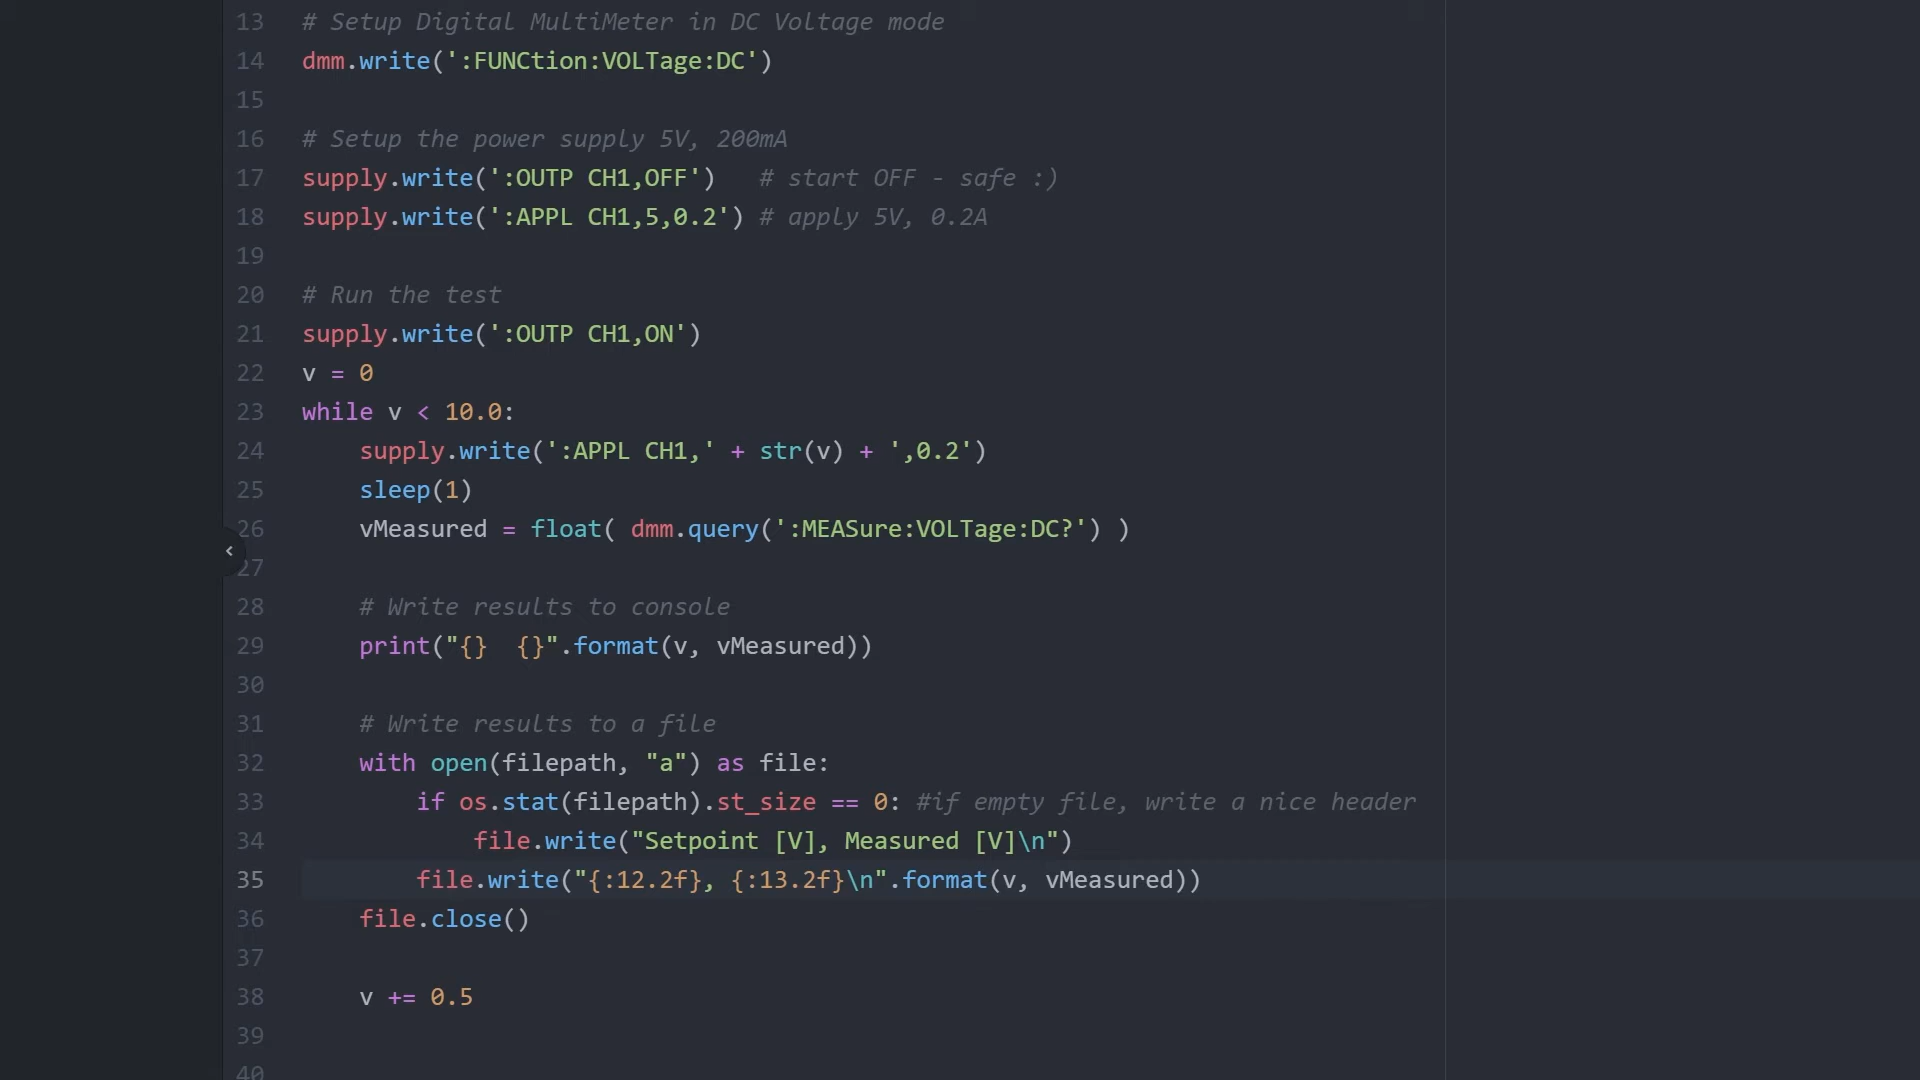 13 # Setup Digital MultiMeter in DC Voltage mode
14 dmm.write(':FUNCtion:VOLTage:DC')
15
16 # Setup the power supply 5V, 200mA
17 supply.write(':OUTP CH1,OFF')   # start OFF - safe :)
18 supply.write(':APPL CH1,5,0.2') # apply 5V, 0.2A
19
20 # Run the test
21 supply.write(':OUTP CH1,ON')
22 v = 0
23 while v < 10.0:
24     supply.write(':APPL CH1,' + str(v) + ',0.2')
25     sleep(1)
26     vMeasured = float( dmm.query(':MEASure:VOLTage:DC?') )
27
28     # Write results to console
29     print("{}  {}".format(v, vMeasured))
30
31     # Write results to a file
32     with open(filepath, "a") as file:
33         if os.stat(filepath).st_size == 0: #if empty file, write a nice header
34             file.write("Setpoint [V], Measured [V]\n")
35         file.write("{:12.2f}, {:13.2f}\n".format(v, vMeasured))
36     file.close()
37
38     v += 0.5
39
40